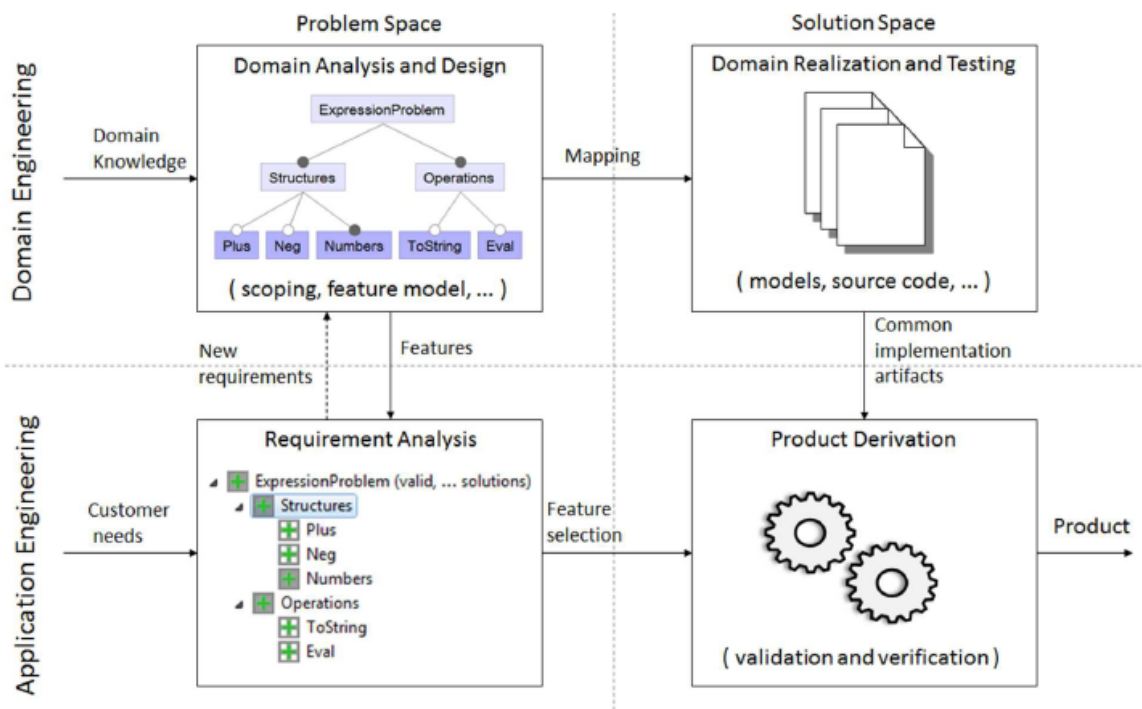 Problem Space
Solution Space
Domain Engineering
Domain
Knowledge
Domain Analysis and Design
ExpressionProblem
Structures
Operations
Plus
Neg
Numbers
ToString
Eval
( scoping, feature model, ... )
Mapping
Domain Realization and Testing
( models, source code, ... )
New
requirements
Features
Common
implementation
artifacts
Application Engineering
Customer
needs
Requirement Analysis
ExpressionProblem (valid, ... solutions)
Structures
Plus
Neg
Numbers
Operations
ToString
Eval
Feature
selection
Product Derivation
( validation and verification )
Product